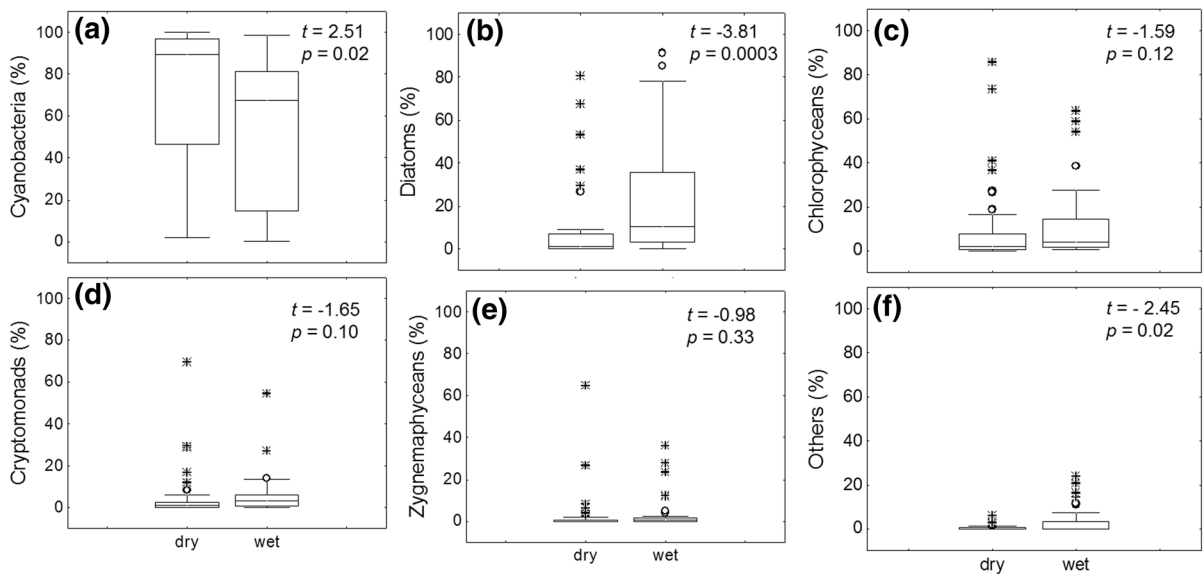 (a)
t = 2.51
p = 0.02
Cyanobacteria (%)
100
80
60
40
20
0
(b)
t = -3.81
p = 0.0003
Diatoms (%)
100
80
60
40
20
0
(c)
t = -1.59
p = 0.12
Chlorophyceans (%)
100
80
60
40
20
0
(d)
t = -1.65
p = 0.10
Cryptomonads (%)
100
80
60
40
20
0
dry wet
(e)
t = -0.98
p = 0.33
Zygnemaphyceans (%)
100
80
60
40
20
0
dry wet
(f)
t = - 2.45
p = 0.02
Others (%)
100
80
60
40
20
0
dry wet